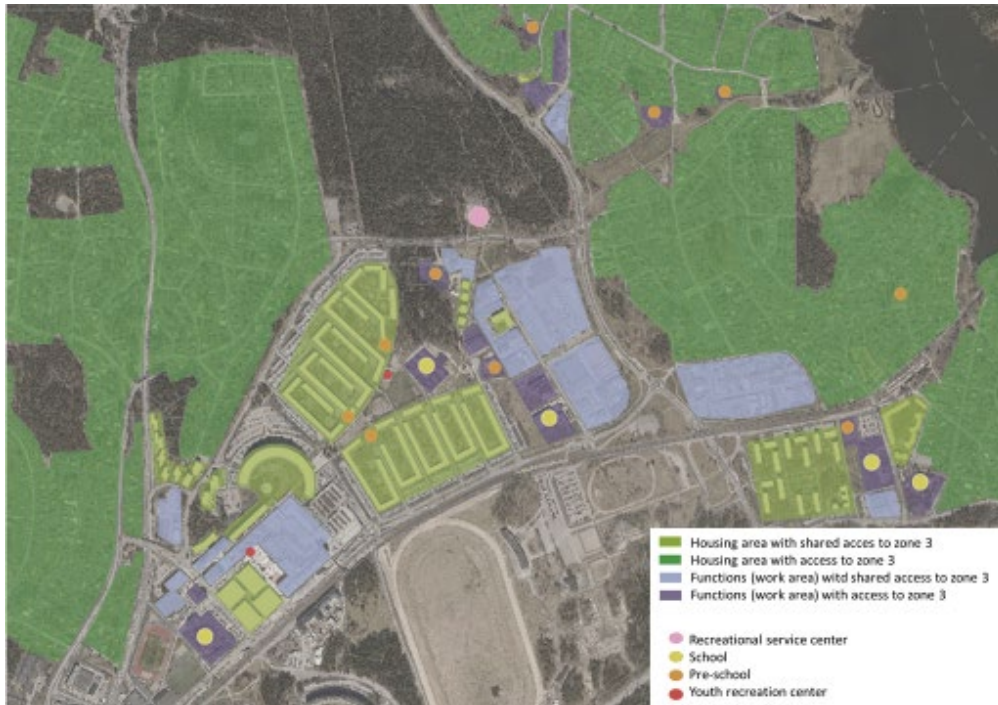 Housing area with shared acces to zone 3
Housing area with access to zone 3
Functions (work area) witd shared access to zone 3
Functions (work area) with access to zone 3
Recreational service center
School
Pre-school
Youth recreation center